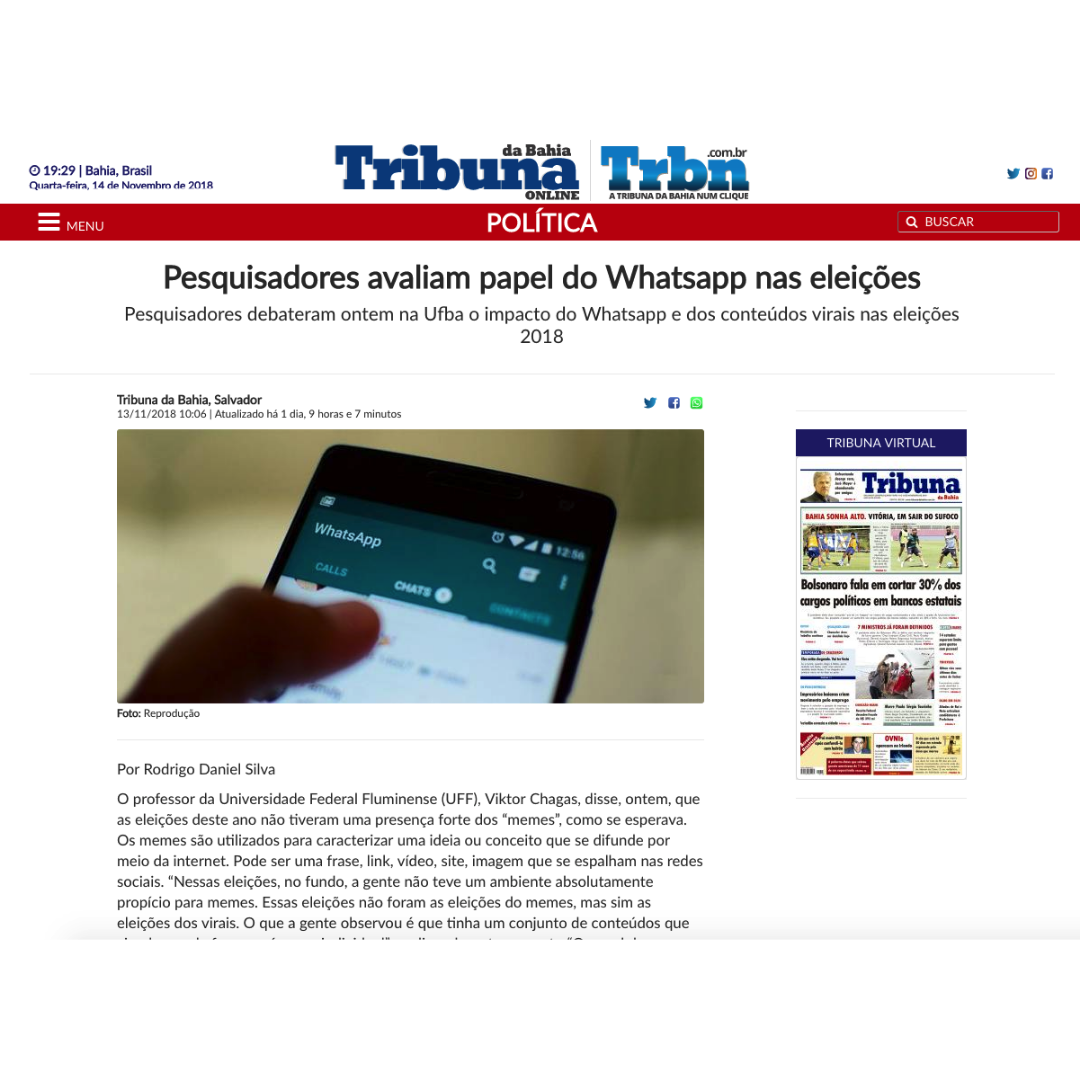 19:29 | Bahia, Brasil
Quarta-feira, 14 de Novembro de 2018
Tribuna
da Bahia
ONLINE
Trbn
.com.br
A TRIBUNA DA BAHIA NUM CLIQUE
MENU
POLÍTICA
BUSCAR
Pesquisadores avaliam papel do Whatsapp nas eleições
Pesquisadores debateram ontem na Ufba o impacto do Whatsapp e dos conteúdos virais nas eleições
2018
Tribuna da Bahia, Salvador
13/11/2018 10:06 | Atualizado há 1 dia, 9 horas e 7 minutos
WhatsApp
12:56
CALLS
CHATS
CONTACTS
Foto: Reprodução
Por Rodrigo Daniel Silva
O professor da Universidade Federal Fluminense (UFF), Viktor Chagas, disse, ontem, que
as eleições deste ano não tiveram uma presença forte dos “memes”, como se esperava.
Os memes são utilizados para caracterizar uma ideia ou conceito que se difunde por
meio da internet. Pode ser uma frase, link, vídeo, site, imagem que se espalham nas redes
sociais. “Nessas eleições, no fundo, a gente não teve um ambiente absolutamente
propício para memes. Essas eleições não foram as eleições do memes, mas sim as
eleições dos virais. O que a gente observou é que tinha um conjunto de conteúdos que
TRIBUNA VIRTUAL
Tribuna
da Bahia
BAHIA SONHA ALTO. VITÓRIA, EM SAIR DO SUFOCO
Bolsonaro fala em cortar 30% dos
cargos políticos em bancos estatais
7 MINISTROS JÁ FORAM DEFINIDOS
OVNIs